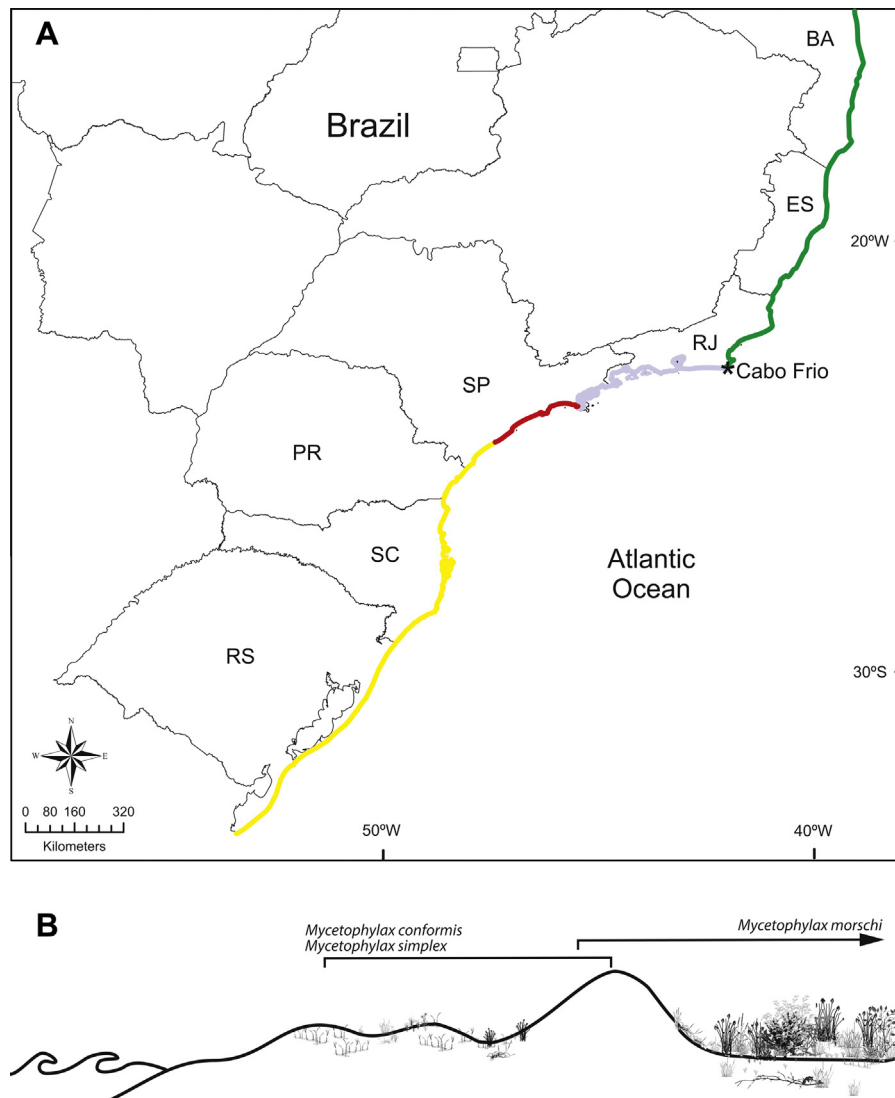 A
BA
Brazil
ES
20ºW
RJ
Cabo Frio
SP
PR
SC
Atlantic
Ocean
RS
30ºS
N
W
E
S
0 80 160 320
Kilometers
50ºW
40ºW
B
Mycetophylax conformis
Mycetophylax simplex
Mycetophylax morschi